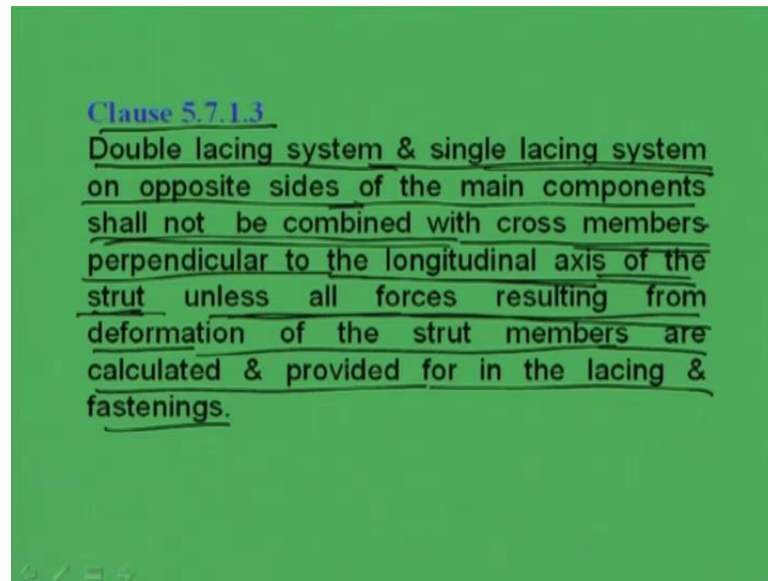 Clause 5.7.1.3
Double lacing system & single lacing system
on opposite sides of the main components
shall not be combined with cross members
perpendicular to the longitudinal axis of the
strut unless all forces resulting from
deformation of the strut members are
calculated & provided for in the lacing &
fastenings.